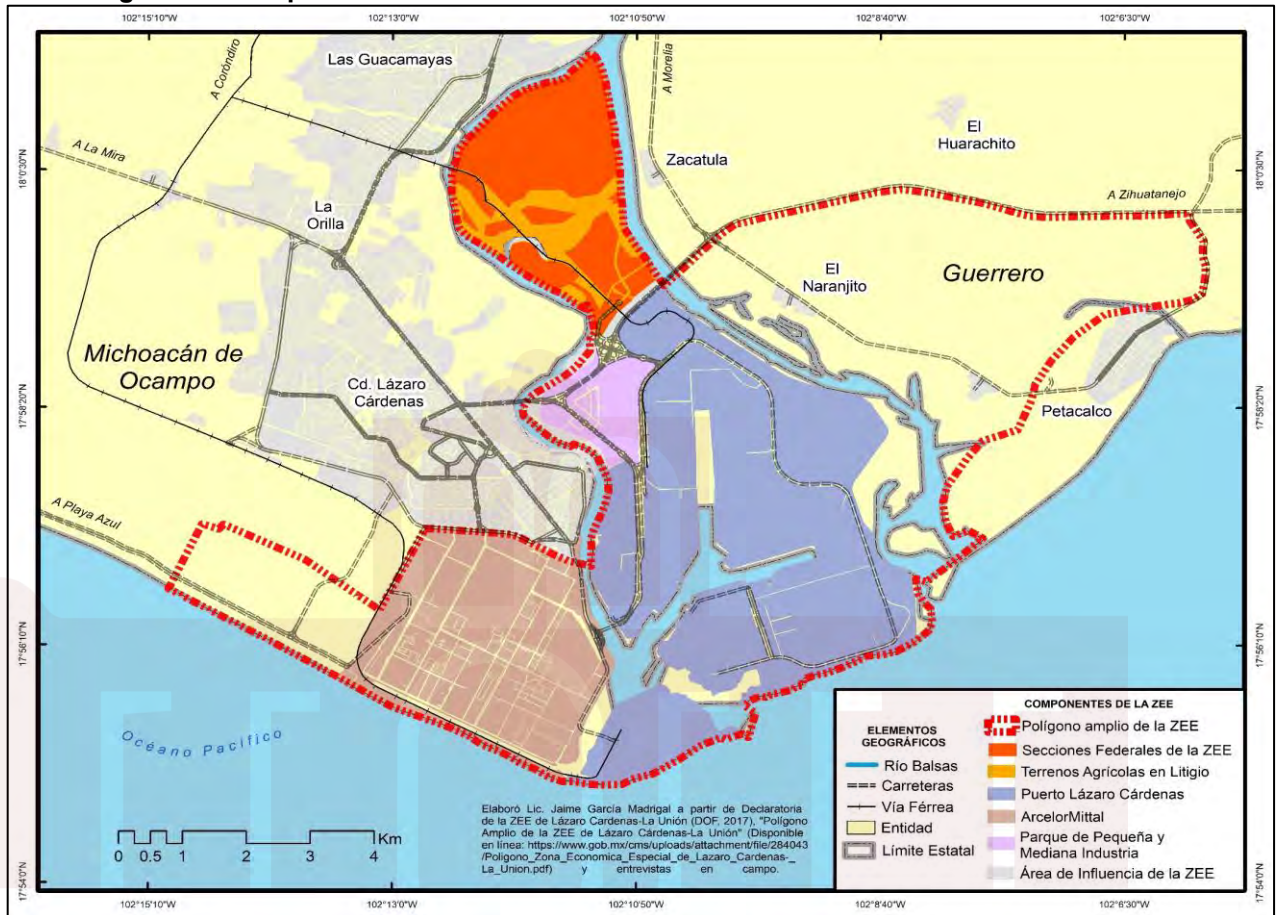 102°15'10"O
102°13'0"O
102°10'50"O
102°8'40"O
102°6'30"O
Las Guacamayas
A Coróndiro
A Morelia
El
Huarachito
Zacatula
18°0'30"N
18°0'30"N
A La Mira
A Zihuatanejo
La
Orilla
El
Naranjito
Guerrero
Michoacán de
Ocampo
Cd. Lázaro
Cárdenas
17°58'20"N
17°58'20"N
Petacalco
A Playa Azul
17°56'10"N
17°56'10"N
Océano Pacífico
Km
0 0.5 1 2 3 4
Elaboró Lic. Jaime García Madrigal a partir de Declaratoria
de la ZEE de Lázaro Cardenas-La Unión (DOF, 2017), "Polígono
Amplio de la ZEE de Lázaro Cárdenas-La Unión" (Disponible
en línea: https://www.gob.mx/cms/uploads/attachment/file/284043
/Poligono_Zona_Economica_Especial_de_Lazaro_Cardenas-_
La_Union.pdf) y entrevistas en campo.
ELEMENTOS
GEOGRÁFICOS
Río Balsas
Carreteras
Vía Férrea
Entidad
Límite Estatal
COMPONENTES DE LA ZEE
Polígono amplio de la ZEE
Secciones Federales de la ZEE
Terrenos Agrícolas en Litigio
Puerto Lázaro Cárdenas
ArcelorMittal
Parque de Pequeña y
Mediana Industria
Área de Influencia de la ZEE
17°54'0"N
17°54'0"N
102°15'10"O
102°13'0"O
102°10'50"O
102°8'40"O
102°6'30"O